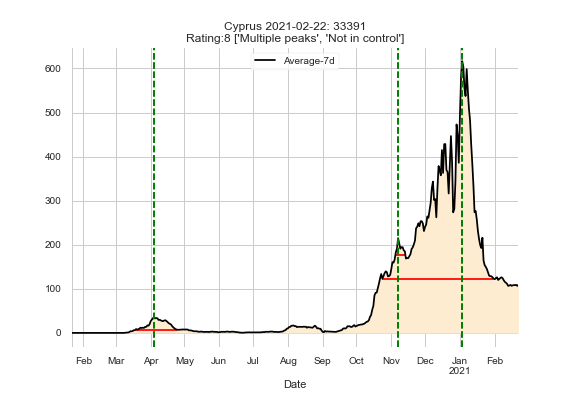 Cyprus 2021-02-22: 33391
Rating:8 ['Multiple peaks', 'Not in control']
Average-7d
600
500
400
300
200
100
0
Feb Mar Apr May Jun Jul Aug Sep Oct Nov Dec Jan Feb
2021
Date